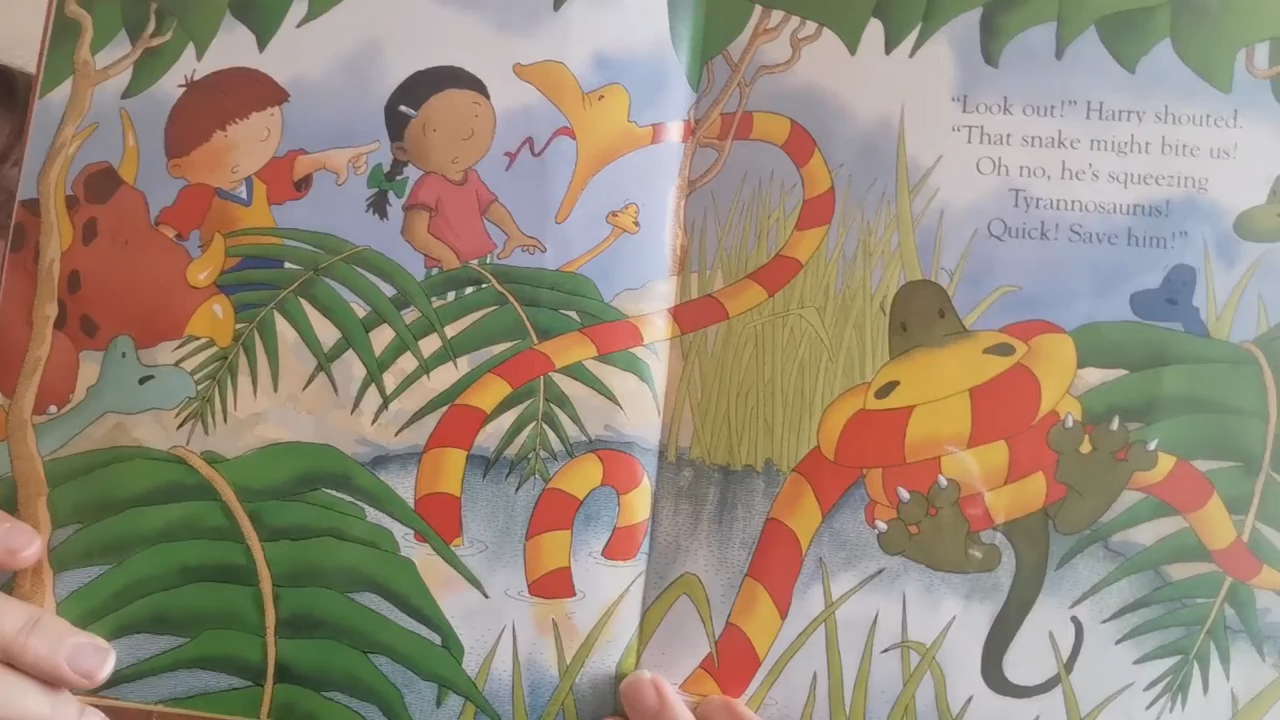 “Look out!” Harry shouted.
“That snake might bite us!
Oh no, he’s squeezing
Tyrannosaurus!
Quick! Save him!”